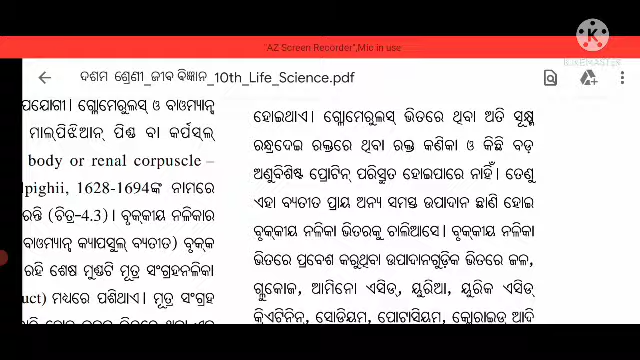 "AZ Screen Recorder",Mic in use
KINEMASTER
ଦଶମ ଶ୍ରେଣୀ_ଜୀଵ ଵିଜ୍ଞାନ_10th_Life_Science.pdf
ପଯୋଗୀ। ଗ୍ଲୋମେରୁଲସ୍ ଓ ବାଓମ୍ୟାନ୍ସ
ମାଲ୍‌ପିଝିଆନ୍ ପିଣ୍ଡ ବା କର୍ପସ୍‌ଲ୍
body or renal corpuscle –
pighii, 1628-1694ଙ୍କ ନାମରେ
ରନ୍ତି (ଚିତ୍ର-4.3)। ବୃକ୍‌କୀୟ ନଳିକାର
ବାଓମ୍ୟାନ୍ସ କ୍ୟାପସୁଲ୍ ବ୍ୟତୀତ) ବୃକ୍‌କ
ରହି ଶେଷ ମୁଣ୍ଡଟି ମୂତ୍ର ସଂଗ୍ରହନଳିକା
uct) ମଧ୍ୟରେ ପଶିଥାଏ। ମୂତ୍ର ସଂଗ୍ରହ
ହୋଇଥାଏ। ଗ୍ଲୋମେରୁଲସ୍ ଭିତରେ ଥିବା ଅତି ସୂକ୍ଷ୍ମ
ରନ୍ଧ୍ରଦେଇ ରକ୍ତରେ ଥିବା ରକ୍ତ କଣିକା ଓ କିଛି ବଡ଼
ଅଣୁବିଶିଷ୍ଟ ପ୍ରୋଟିନ୍ ପରିସ୍ରୁତ ହୋଇପାରେ ନାହିଁ। ତେଣୁ
ଏହା ବ୍ୟତୀତ ପ୍ରାୟ ଅନ୍ୟ ସମସ୍ତ ଉପାଦାନ ଛାଣି ହୋଇ
ବୃକ୍‌କୀୟ ନଳିକା ଭିତରକୁ ଚାଲିଆସେ। ବୃକ୍‌କୀୟ ନଳିକା
ଭିତରେ ପ୍ରବେଶ କରୁଥିବା ଉପାଦାନଗୁଡ଼ିକ ଭିତରେ ଜଳ,
ଗ୍ଲୁକୋଜ, ଆମିନୋ ଏସିଡ୍, ୟୁରିଆ, ୟୁରିକ ଏସିଡ୍
କ୍ରିଏଟିନିନ୍, ସୋଡିୟମ, ପୋଟାସିୟମ, କ୍ଲୋରାଇଡ୍ ଆଦି